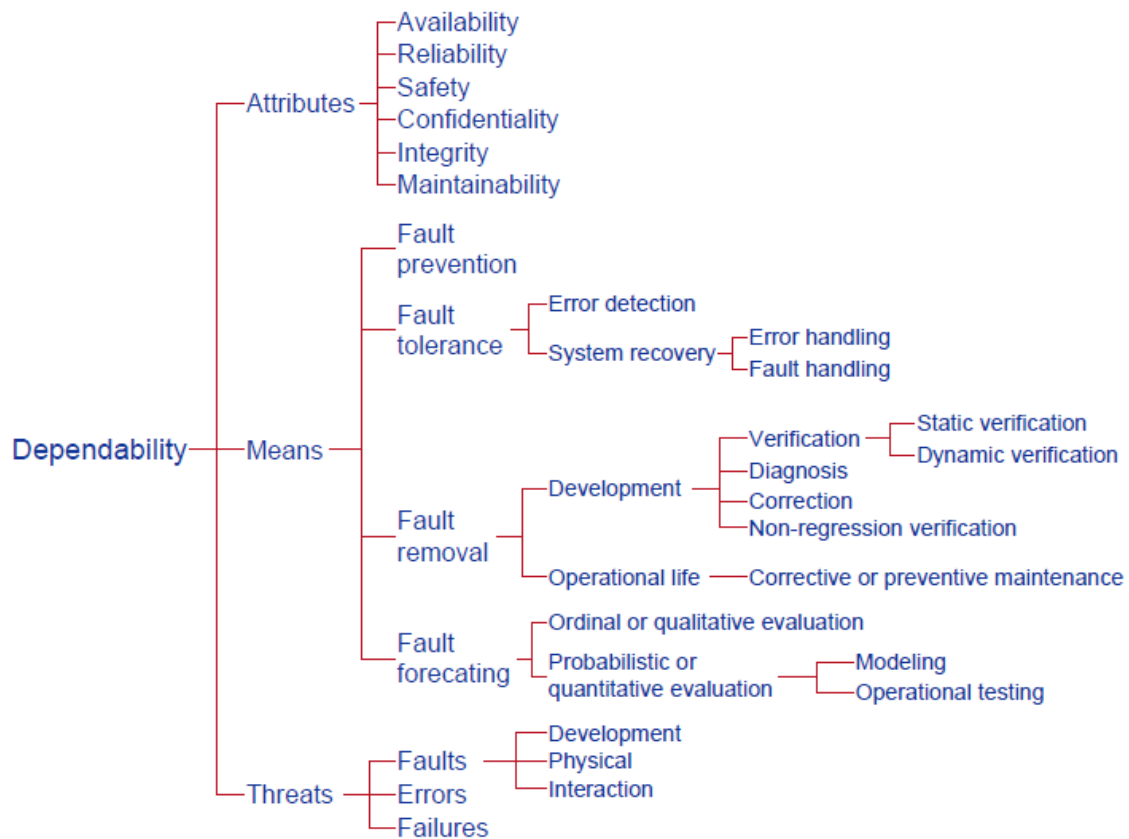 Availability
Reliability
Safety
Attributes
Confidentiality
Integrity
Maintainability
Fault
prevention
Fault
tolerance
Error detection
System recovery
Error handling
Fault handling
Dependability
Means
Fault
removal
Development
Verification
Static verification
Dynamic verification
Diagnosis
Correction
Non-regression verification
Operational life
Corrective or preventive maintenance
Fault
forecating
Ordinal or qualitative evaluation
Probabilistic or
quantitative evaluation
Modeling
Operational testing
Threats
Faults
Development
Physical
Interaction
Errors
Failures